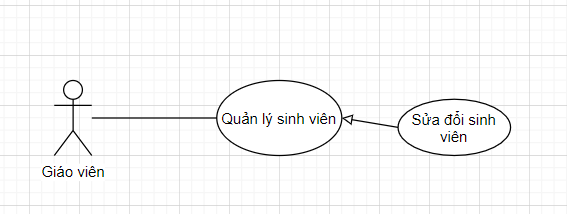 Quản lý sinh viên
Sửa đổi sinh
viên
Giáo viên